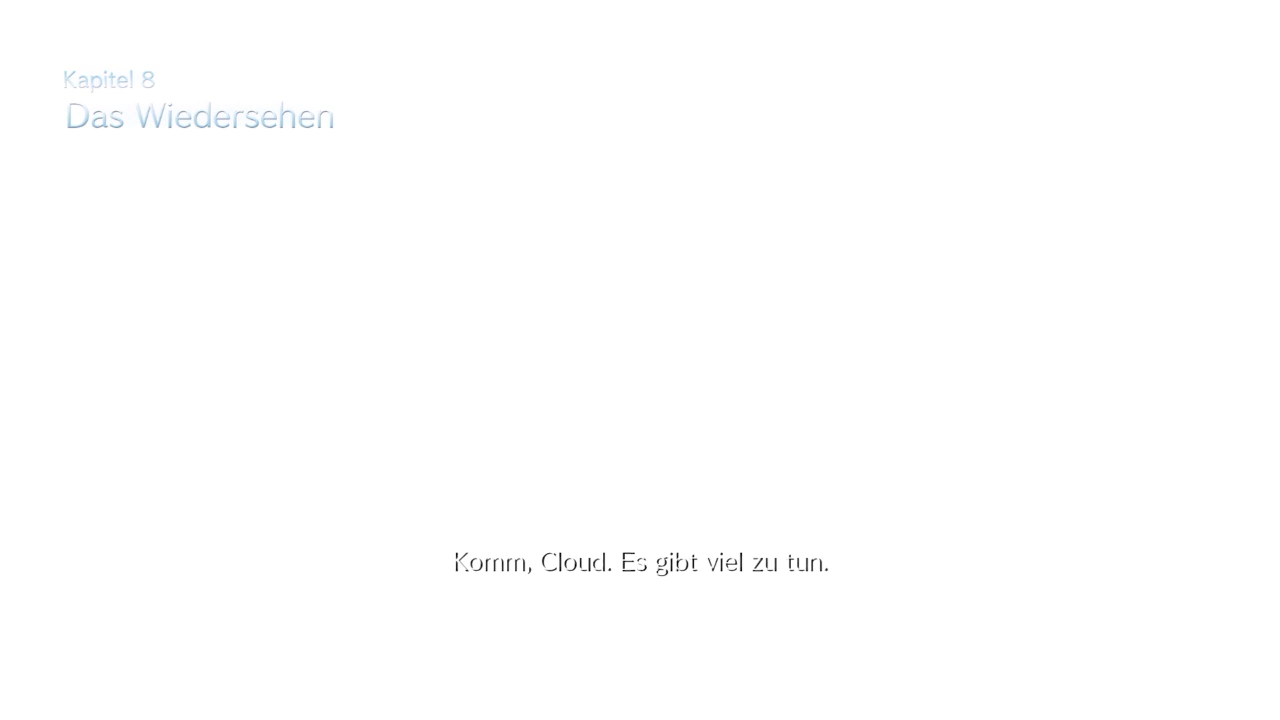 Kapitel 8
Das Wiedersehen
Komm, Cloud. Es gibt viel zu tun.